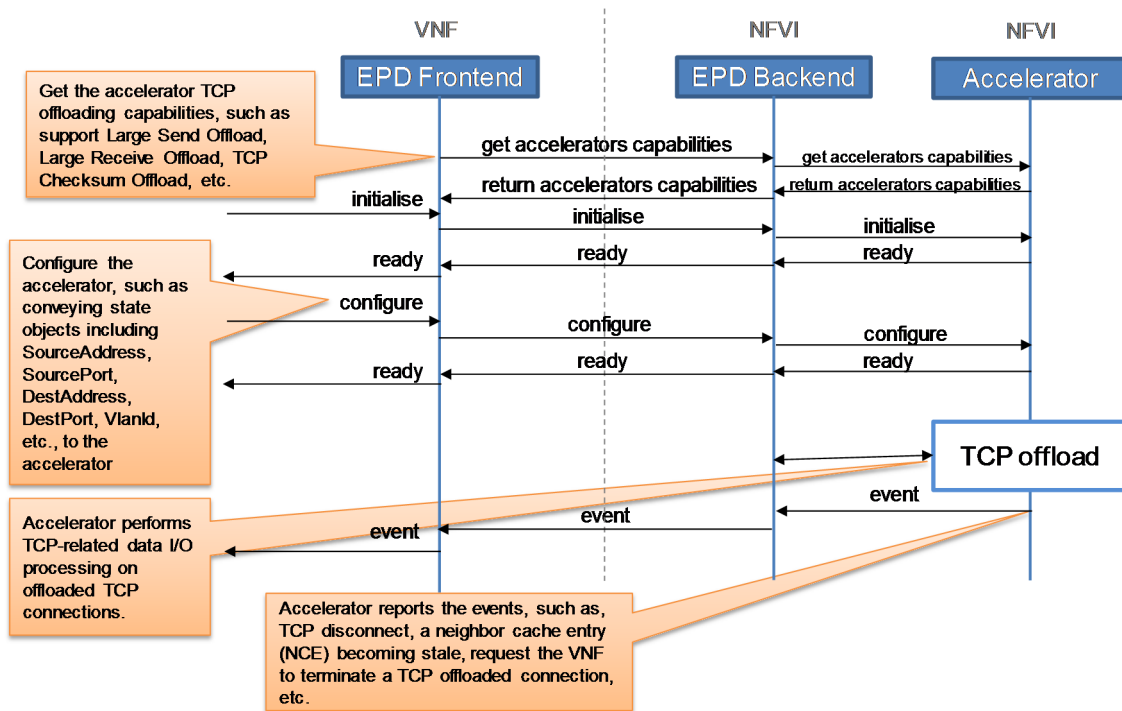 VNF
NFVI
NFVI
EPD Frontend
EPD Backend
Accelerator
Get the accelerator TCP
offloading capabilities, such as
support Large Send Offload,
Large Receive Offload, TCP
Checksum Offload, etc.
get accelerators capabilities
get accelerators capabilities
return accelerators capabilities
return accelerators capabilities
initialise
initialise
initialise
ready
ready
ready
Configure the
accelerator, such as
conveying state
objects including
SourceAddress,
SourcePort,
DestAddress,
DestPort, VlanId,
etc., to the
accelerator
configure
configure
configure
ready
ready
ready
TCP offload
event
event
event
Accelerator performs
TCP-related data I/O
processing on
offloaded TCP
connections.
Accelerator reports the events, such as,
TCP disconnect, a neighbor cache entry
(NCE) becoming stale, request the VNF
to terminate a TCP offloaded connection,
etc.